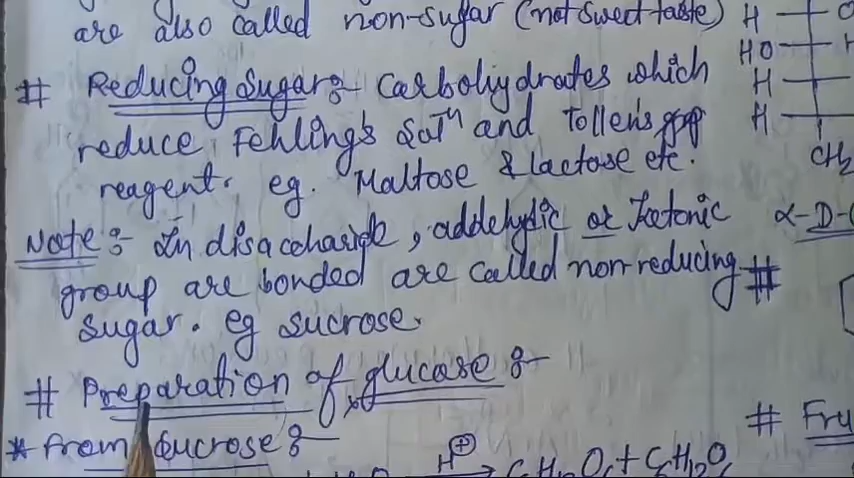 are also called non-sugar (not sweet taste)
# Reducing Sugar :- Carbohydrates which
reduce Fehling's Solⁿ and Tollen's
reagent. eg. Maltose & lactose etc.
Note :- In disaccharide, aldehydic or Ketonic
group are bonded are called non-reducing
sugar. eg sucrose.
# Preparation of glucose :-
* from Sucrose :-
H⊕
H
HO
H
H
CH₂
α-D-
#
# Fru